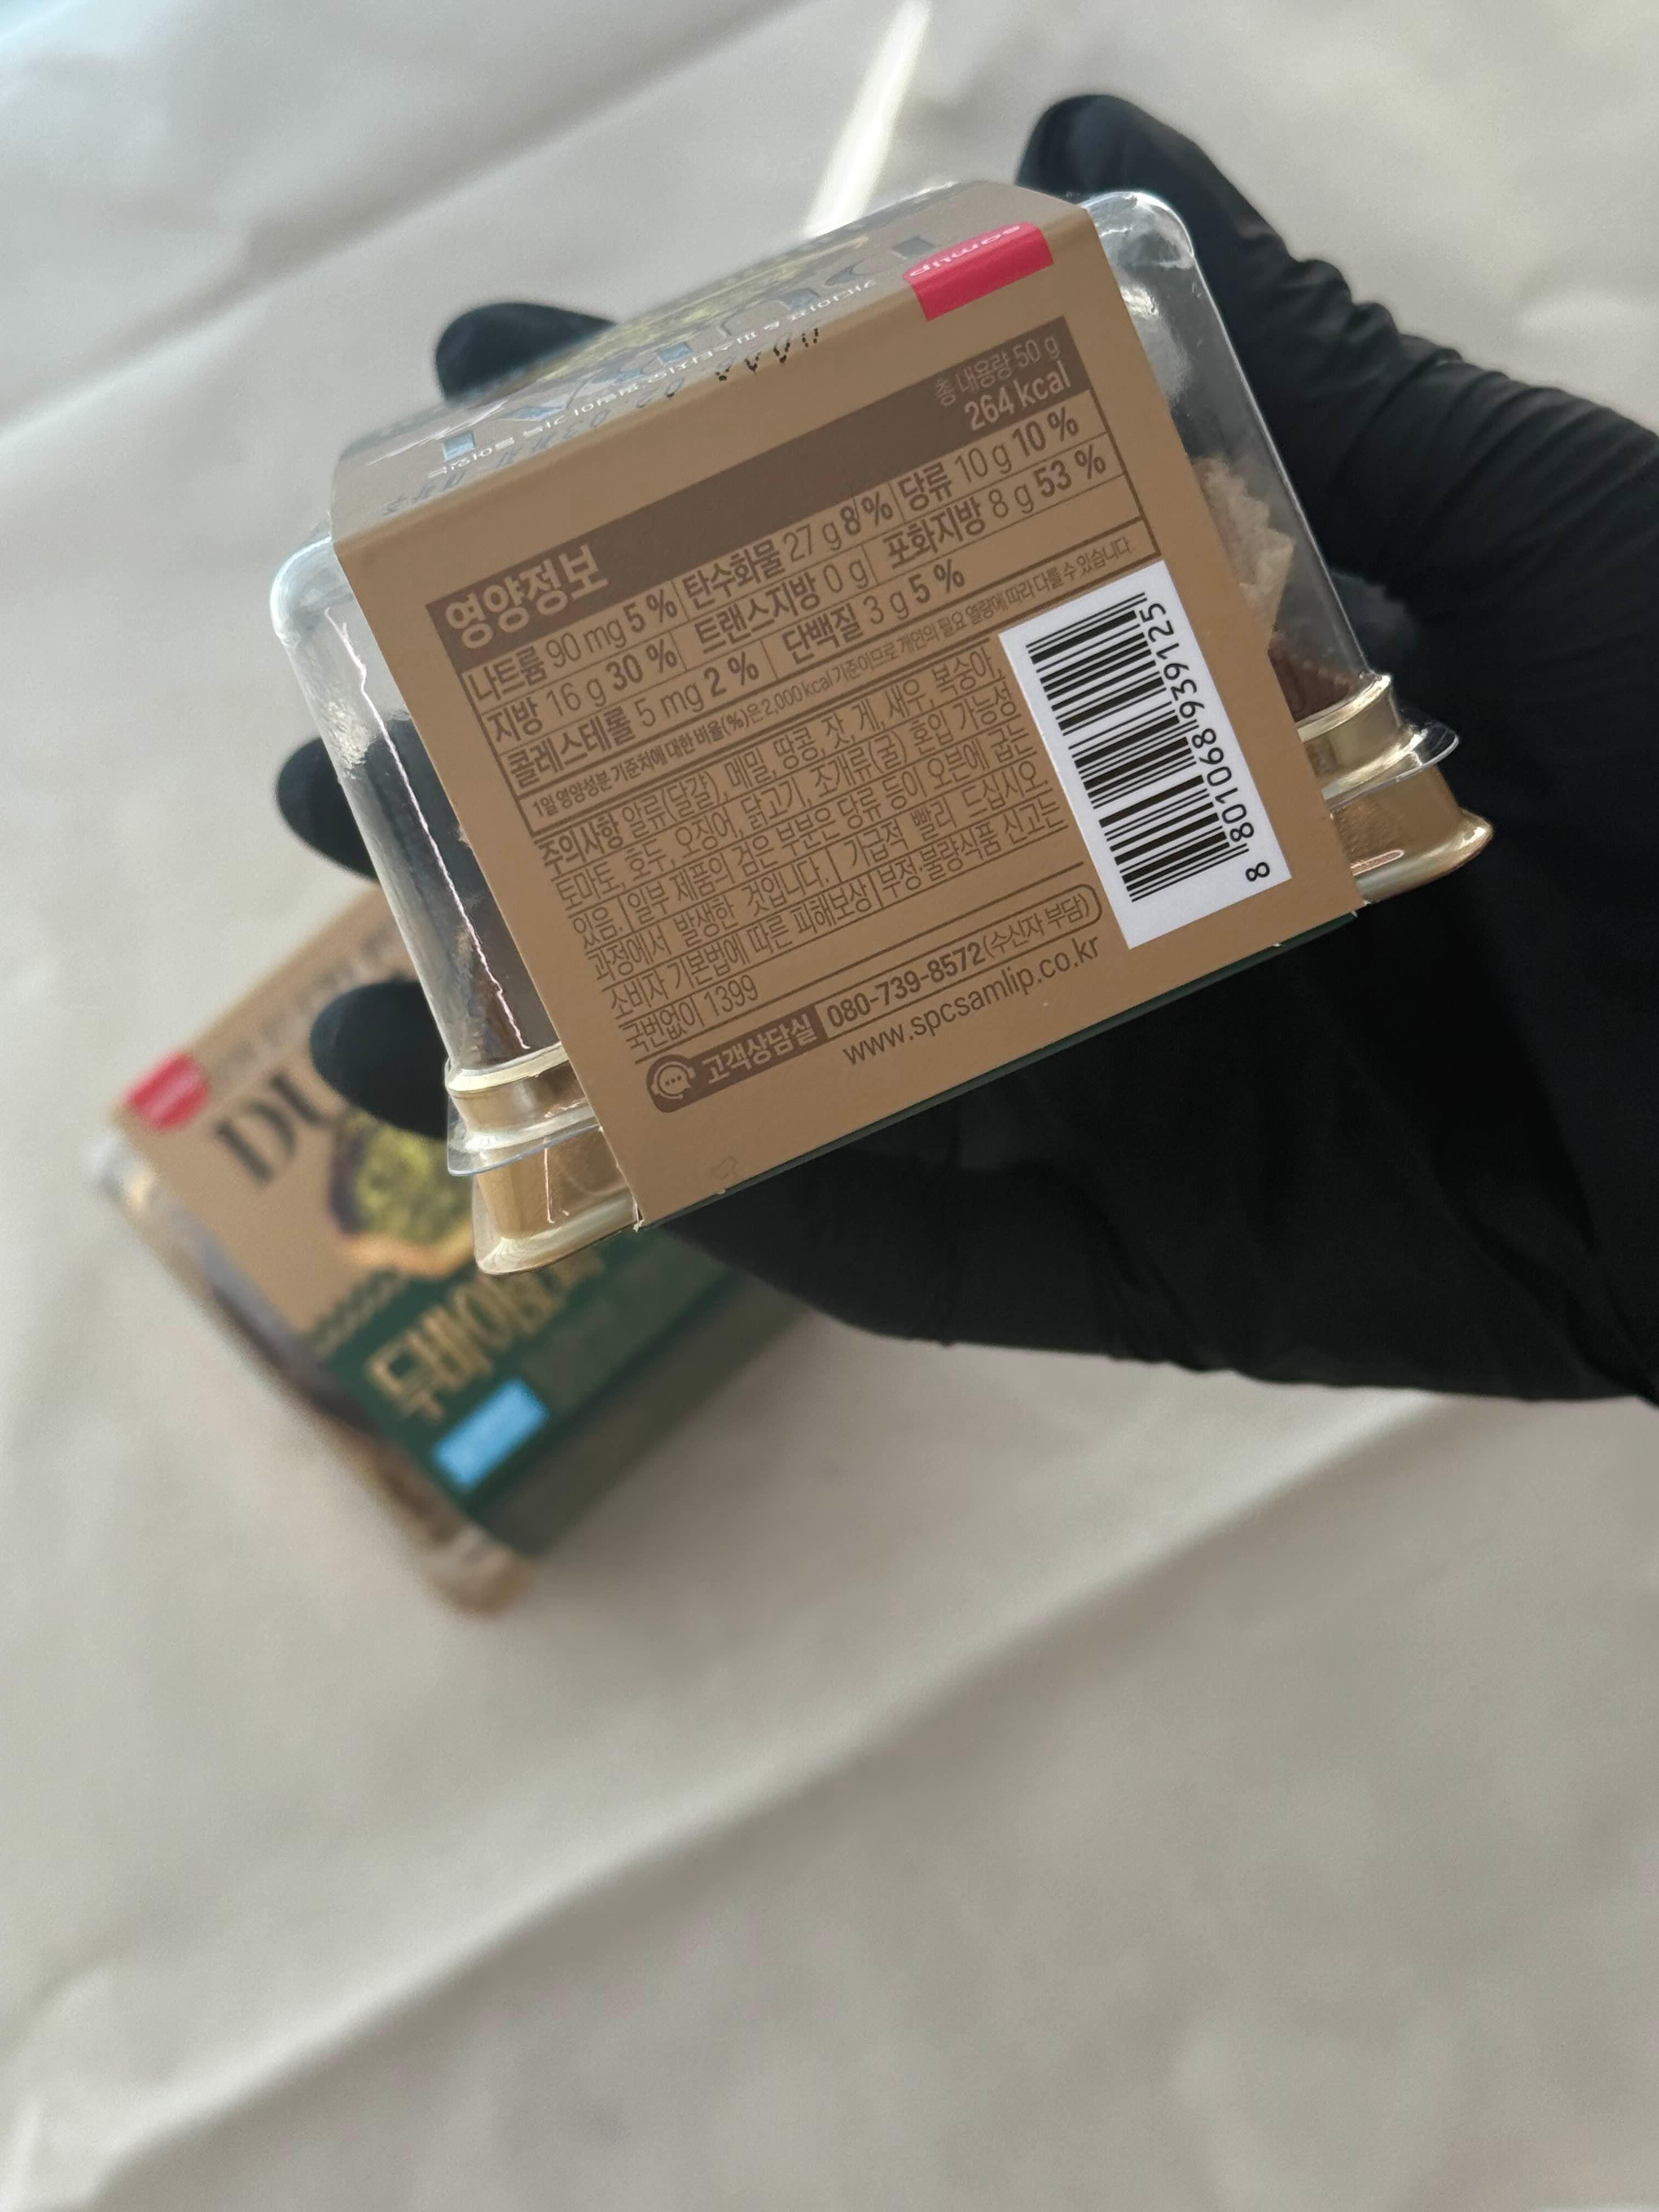 samlip
영양정보
총 내용량 50 g
264 kcal
나트륨 90 mg 5 % 탄수화물 27 g 8 % 당류 10 g 10 %
지방 16 g 30 % 트랜스지방 0 g 포화지방 8 g 53 %
콜레스테롤 5 mg 2 % 단백질 3 g 5 %
1일 영양성분 기준치에 대한 비율(%)은 2,000 kcal 기준이므로 개인의 필요 열량에 따라 다를 수 있습니다.
주의사항 알류(달걀), 메밀, 땅콩, 잣, 게, 새우, 복숭아,
토마토, 호두, 오징어, 닭고기, 조개류(굴) 혼입 가능성
있음. | 일부 제품의 검은 부분은 당류 등이 오븐에 굽는
과정에서 발생한 것입니다. | 가급적 빨리 드십시오.
소비자 기본법에 따른 피해보상 | 부정·불량식품 신고는
국번없이 1399
고객상담실 080-739-8572(수신자 부담)
www.spcsamlip.co.kr
8 801068 939125
DU
두바이